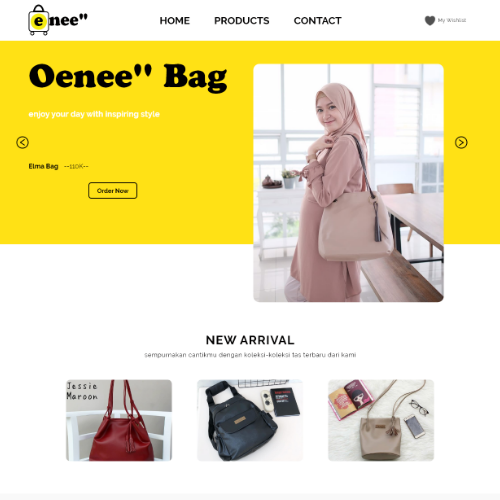 enee"
HOME
PRODUCTS
CONTACT
My Wishlist
Oenee" Bag
enjoy your day with inspiring style
Elma Bag --110K--
Order Now
NEW ARRIVAL
sempurnakan cantikmu dengan koleksi-koleksi tas terbaru dari kami
Jessie
Maroon